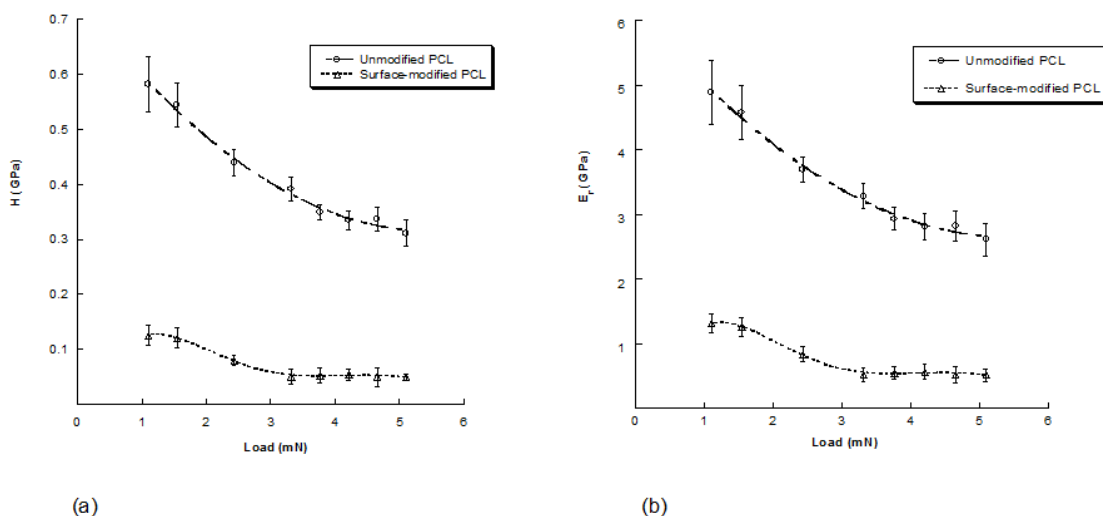 0.7
0.6
0.5
0.4
0.3
0.2
0.1
H (GPa)
Unmodified PCL
Surface-modified PCL
0 1 2 3 4 5 6
Load (mN)
(a)
6
5
4
3
2
1
Er (GPa)
Unmodified PCL
Surface-modified PCL
0 1 2 3 4 5 6
Load (mN)
(b)